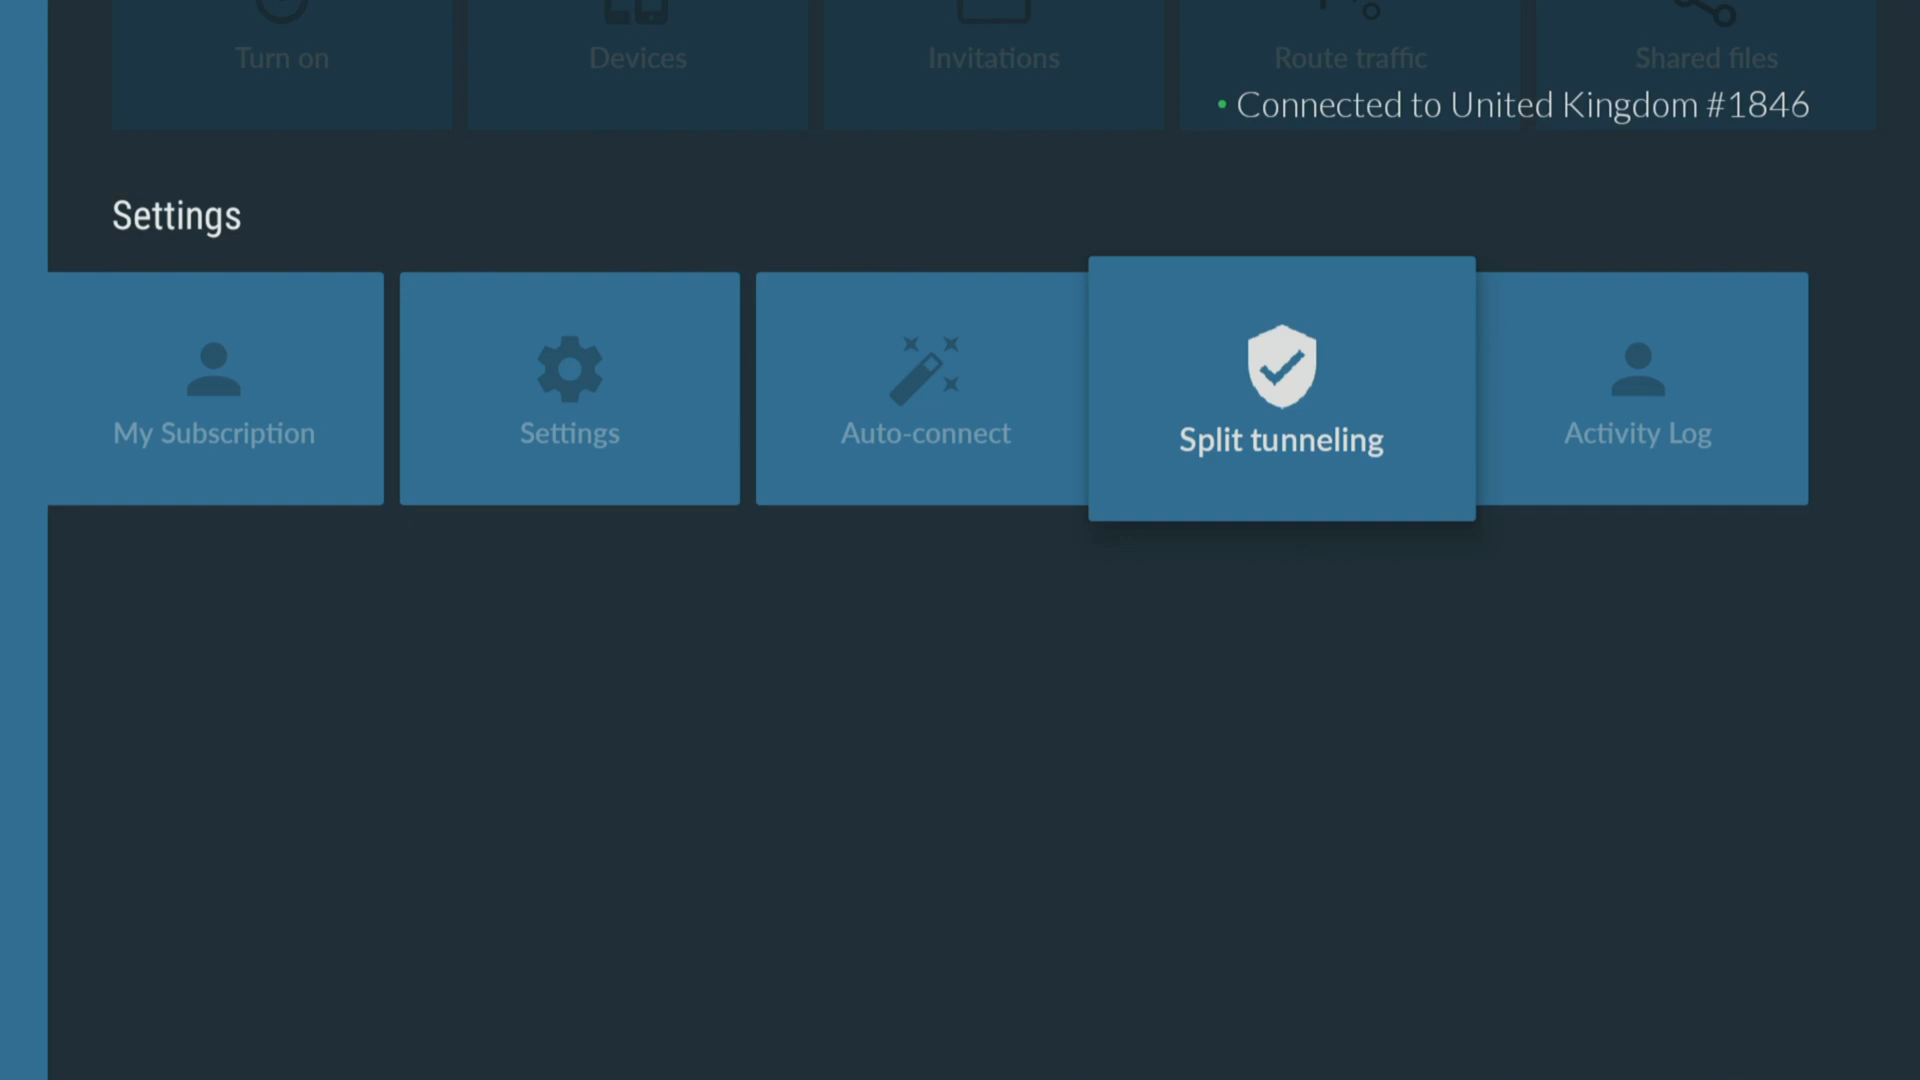 Turn on
Devices
Invitations
Route traffic
Shared files
• Connected to United Kingdom #1846
Settings
My Subscription
Settings
Auto-connect
Split tunneling
Activity Log